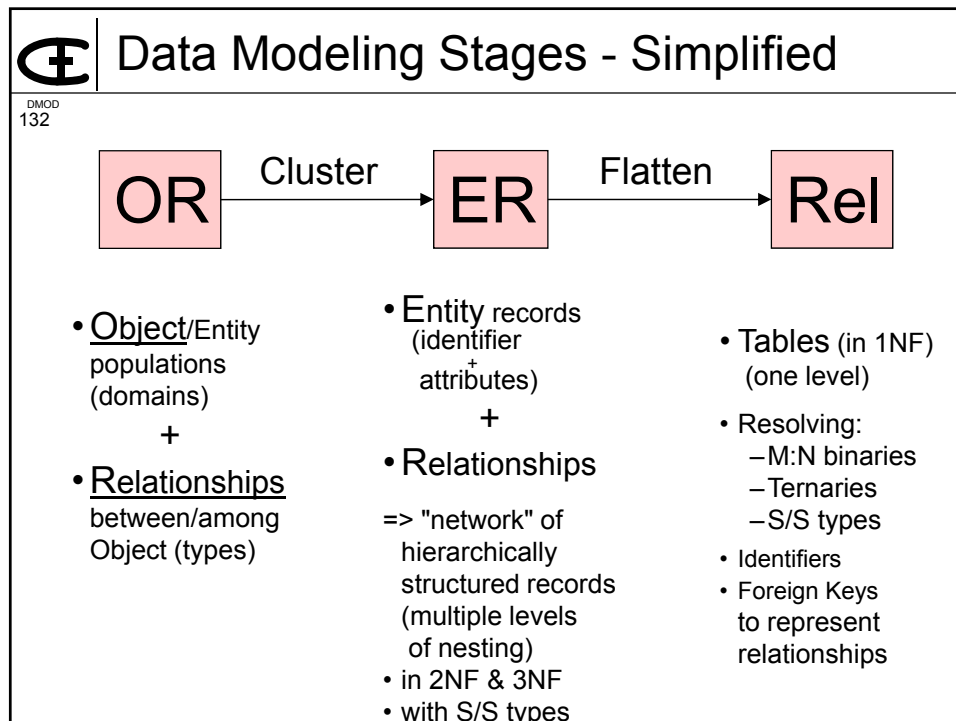 Data Modeling Stages - Simplified
DMOD
132
OR
Cluster
ER
Flatten
Rel
• Object/Entity
populations
(domains)
+
• Relationships
between/among
Object (types)
• Entity records
(identifier
+
attributes)
+
• Relationships
=> "network" of
hierarchically
structured records
(multiple levels
of nesting)
• in 2NF & 3NF
• with S/S types
• Tables (in 1NF)
(one level)
• Resolving:
–M:N binaries
–Ternaries
–S/S types
• Identifiers
• Foreign Keys
to represent
relationships